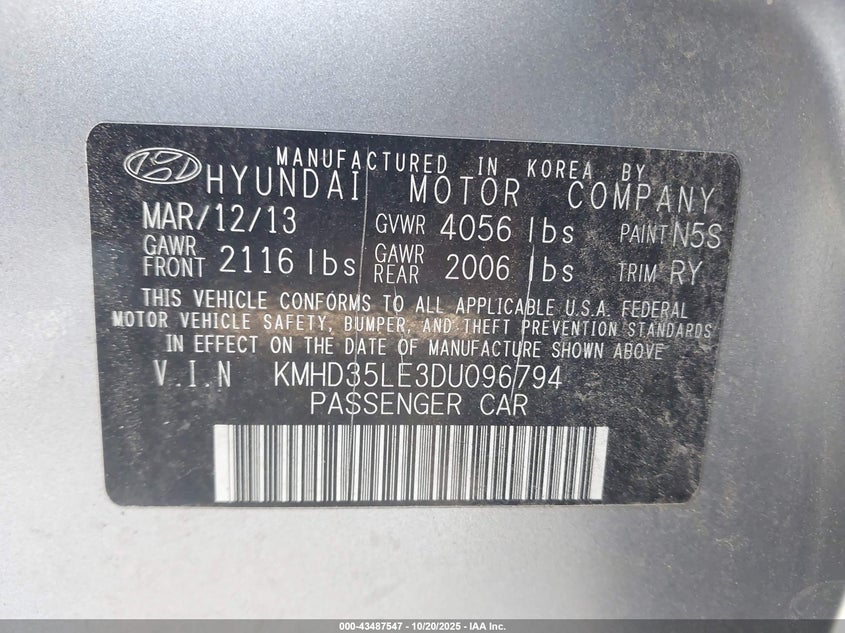 MANUFACTURED IN KOREA BY
HYUNDAI MOTOR COMPANY
MAR/12/13 GVWR 4056 lbs PAINT N5S
GAWR FRONT 2116 lbs GAWR REAR 2006 lbs TRIM RY
THIS VEHICLE CONFORMS TO ALL APPLICABLE U.S.A. FEDERAL
MOTOR VEHICLE SAFETY, BUMPER, AND THEFT PREVENTION STANDARDS
IN EFFECT ON THE DATE OF MANUFACTURE SHOWN ABOVE
V.I.N KMHD35LE3DU096794
PASSENGER CAR
000-43487547 - 10/20/2025 - IAA Inc.